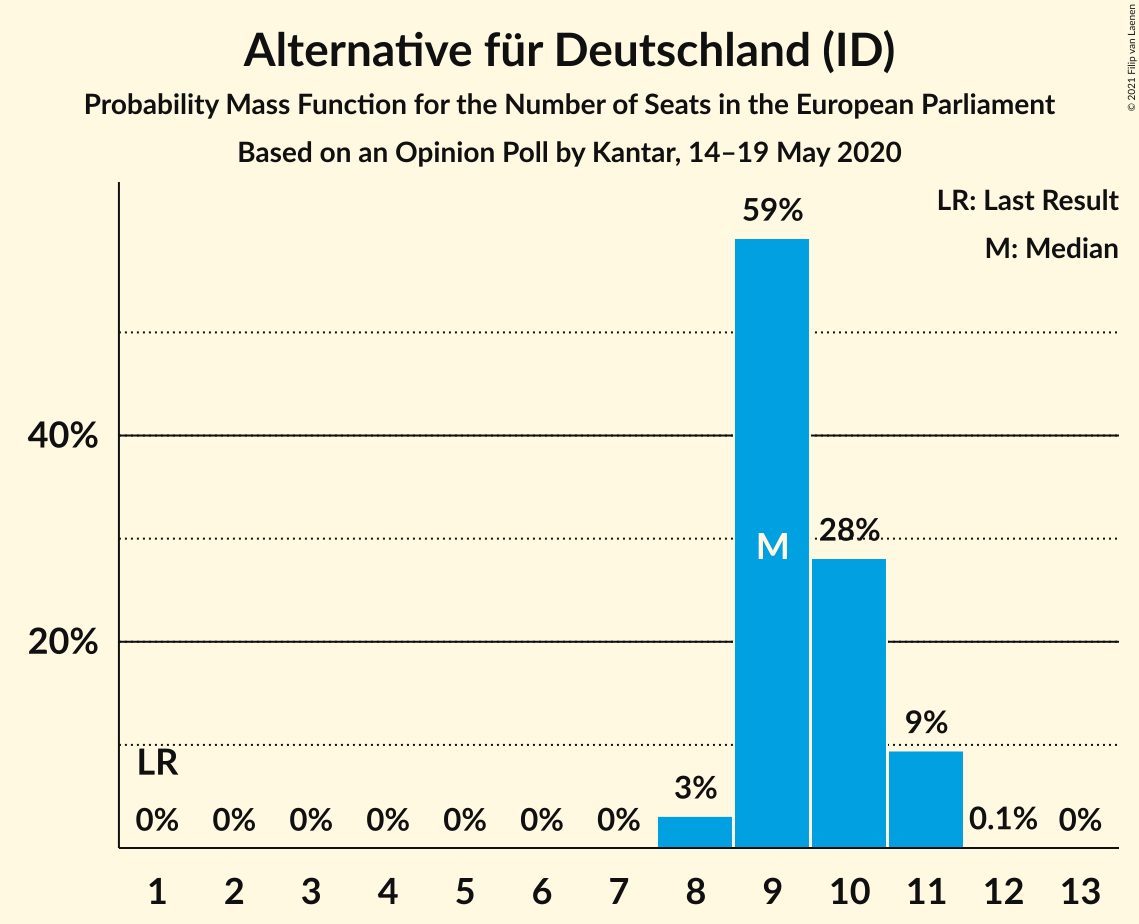 Alternative für Deutschland (ID)
Probability Mass Function for the Number of Seats in the European Parliament
Based on an Opinion Poll by Kantar, 14–19 May 2020
© 2021 Filip van Laenen
LR: Last Result
M: Median
59%
40%
28%
M
20%
9%
LR
3%
0% 0% 0% 0% 0% 0% 0% 0.1% 0%
1 2 3 4 5 6 7 8 9 10 11 12 13